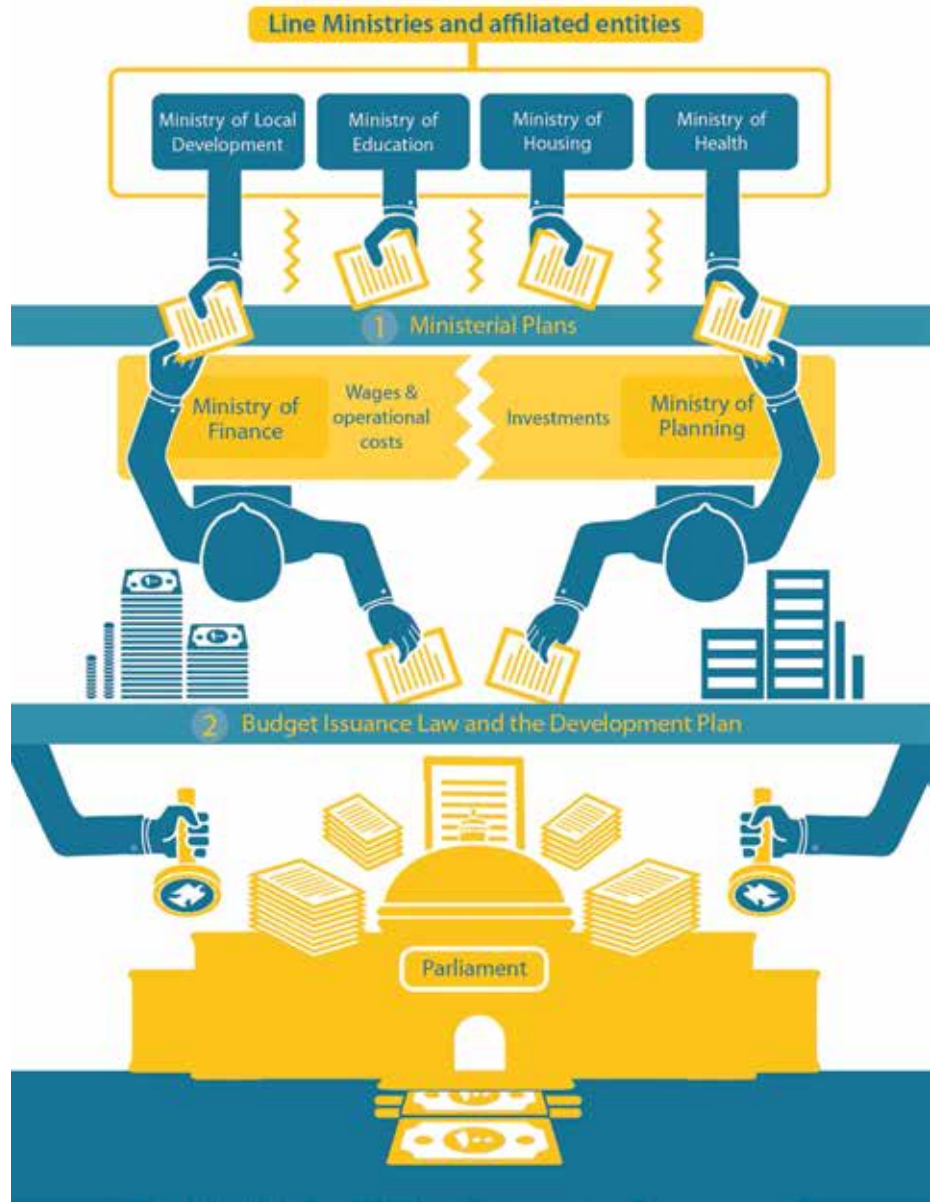 Line Ministries and affiliated entities
Ministry of Local
Development
Ministry of
Education
Ministry of
Housing
Ministry of
Health
1 Ministerial Plans
Ministry of
Finance
Wages &
operational
costs
Investments
Ministry of
Planning
2 Budget Issuance Law and the Development Plan
Parliament